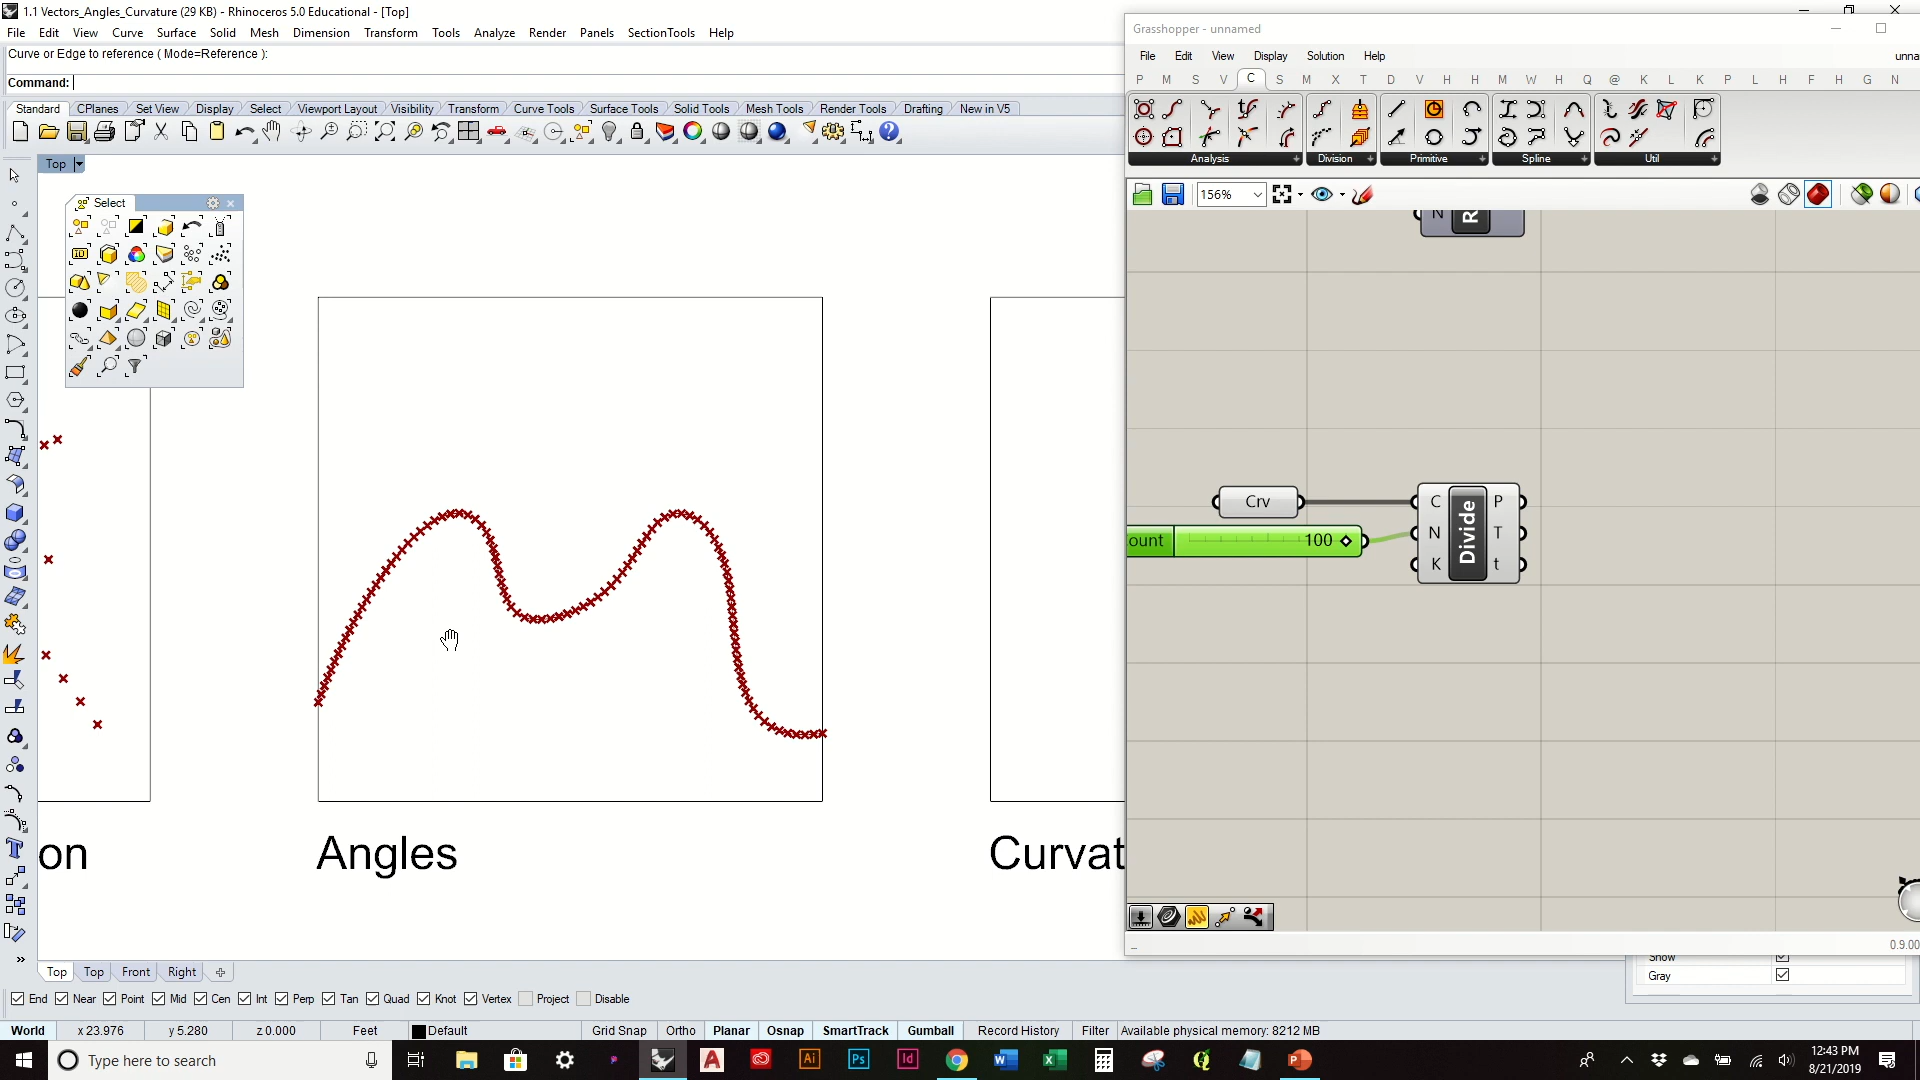 1.1 Vectors_Angles_Curvature (29 KB) - Rhinoceros 5.0 Educational - [Top]
File Edit View Curve Surface Solid Mesh Dimension Transform Tools Analyze Render Panels SectionTools Help
Curve or Edge to reference ( Mode=Reference ):
Command:
Standard CPlanes Set View Display Select Viewport Layout Visibility Transform Curve Tools Surface Tools Solid Tools Mesh Tools Render Tools Drafting New in V5
Top
Select
Angles
on
Curvat
Top Top Front Right
End Near Point Mid Cen Int Perp Tan Quad Knot Vertex Project Disable
World x 23.976 y 5.280 z 0.000 Feet Default Grid Snap Ortho Planar Osnap SmartTrack Gumball Record History Filter Available physical memory: 8212 MB
Grasshopper - unnamed
File Edit View Display Solution Help unna
P M S V C S M X T D V H H M W H Q @ K L K P L H F H G N
Analysis Division Primitive Spline Util
156%
N R
Crv
ount 100
C N K Divide P T t
0.9.00
Show
Gray
Type here to search
12:43 PM
8/21/2019